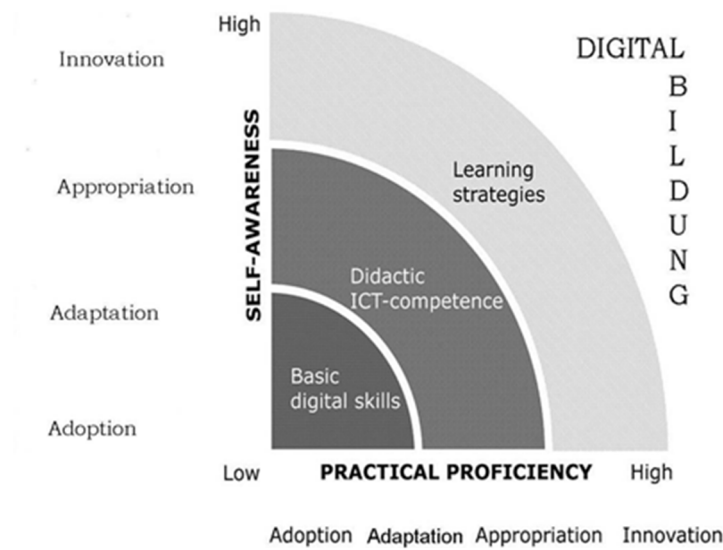 High
DIGITAL
BILDUNG
Innovation
Appropriation
Adaptation
Adoption
SELF-AWARENESS
Learning
strategies
Didactic
ICT-competence
Basic
digital skills
Low
PRACTICAL PROFICIENCY
High
Adoption Adaptation Appropriation Innovation